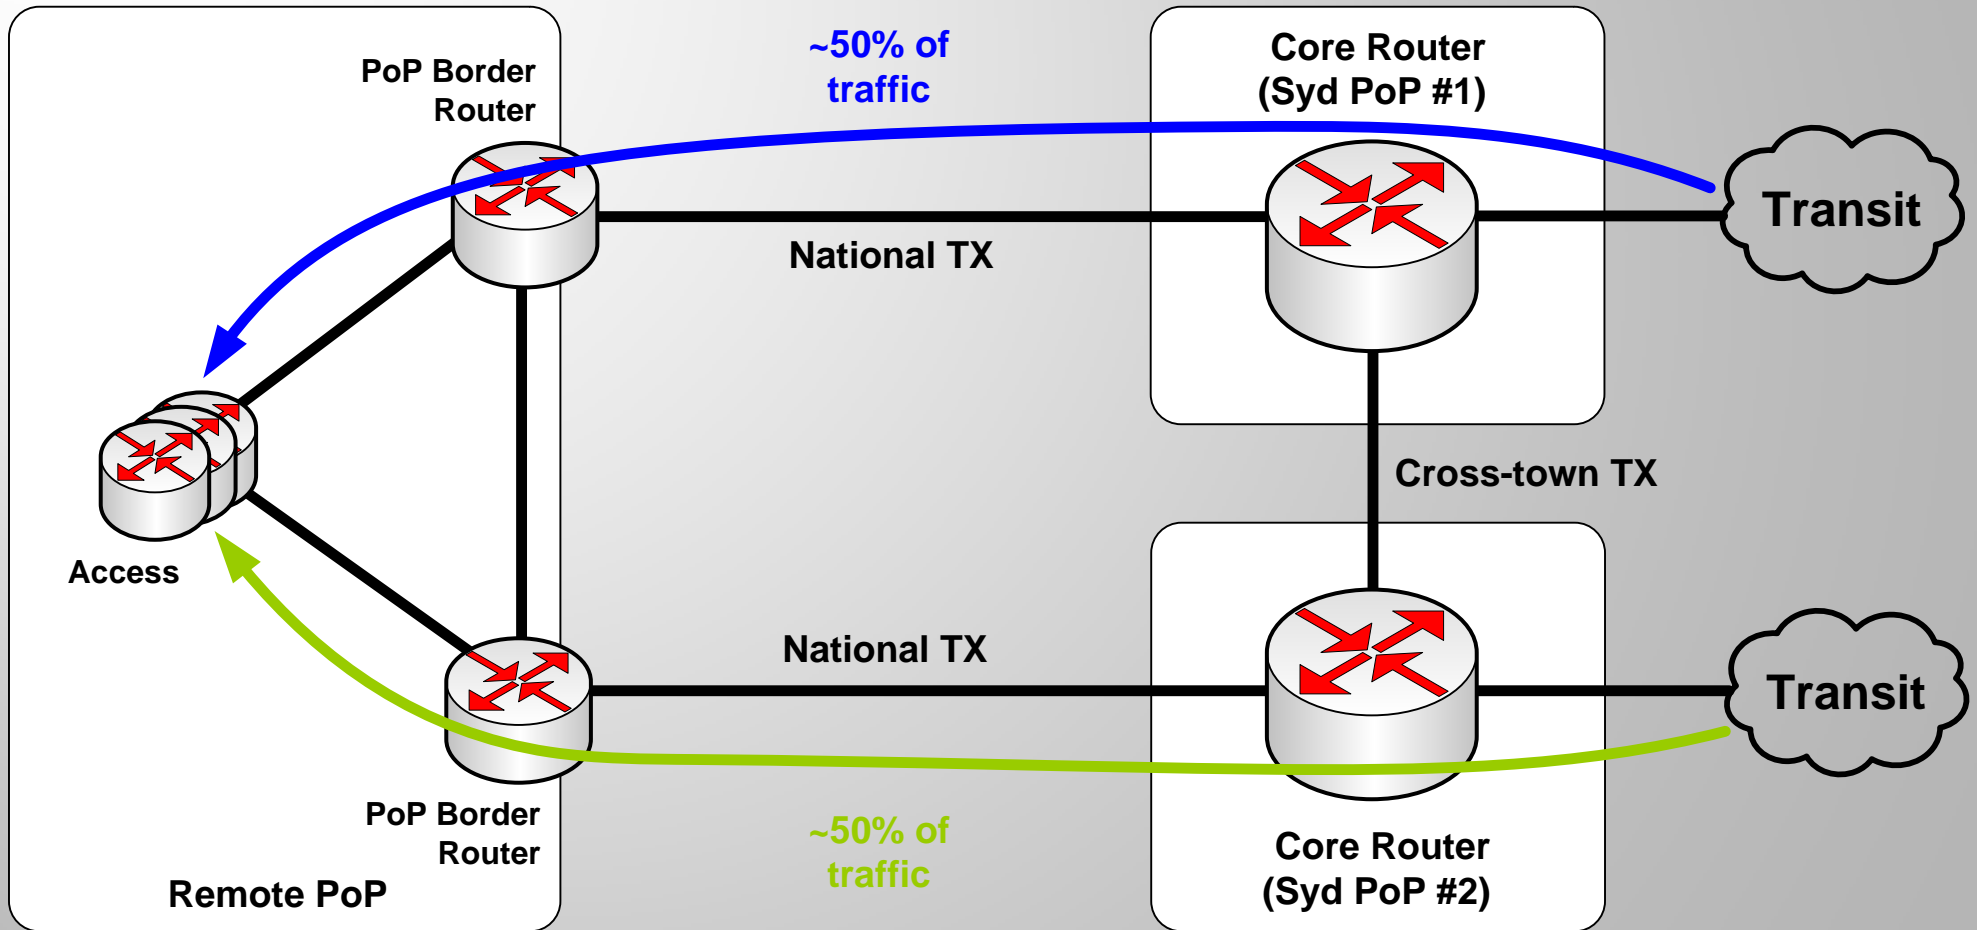 PoP Border
Router
~50% of
traffic
Core Router
(Syd PoP #1)
Transit
National TX
Cross-town TX
Access
National TX
Transit
PoP Border
Router
~50% of
traffic
Core Router
(Syd PoP #2)
Remote PoP